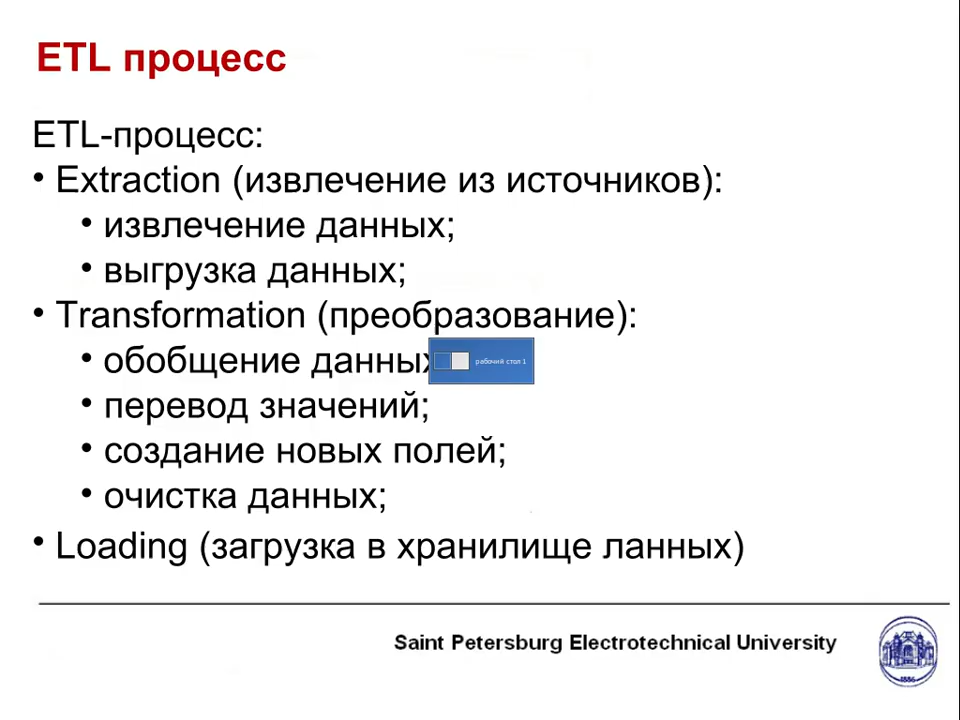 ETL процесс
ETL-процесс:
• Extraction (извлечение из источников):
• извлечение данных;
• выгрузка данных;
• Transformation (преобразование):
• обобщение данных
рабочий стол 1
• перевод значений;
• создание новых полей;
• очистка данных;
• Loading (загрузка в хранилище ланных)
Saint Petersburg Electrotechnical University
1886